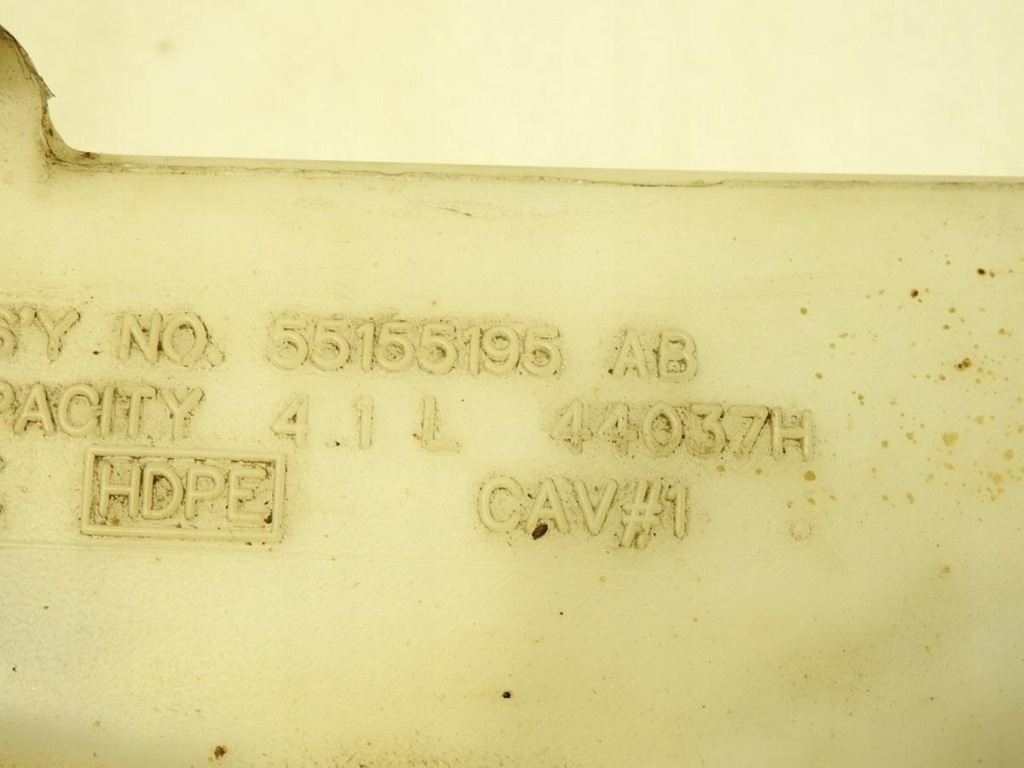 S'Y NO. 55155195 AB
PACITY 4.1 L 44037H
HDPE CAV#1